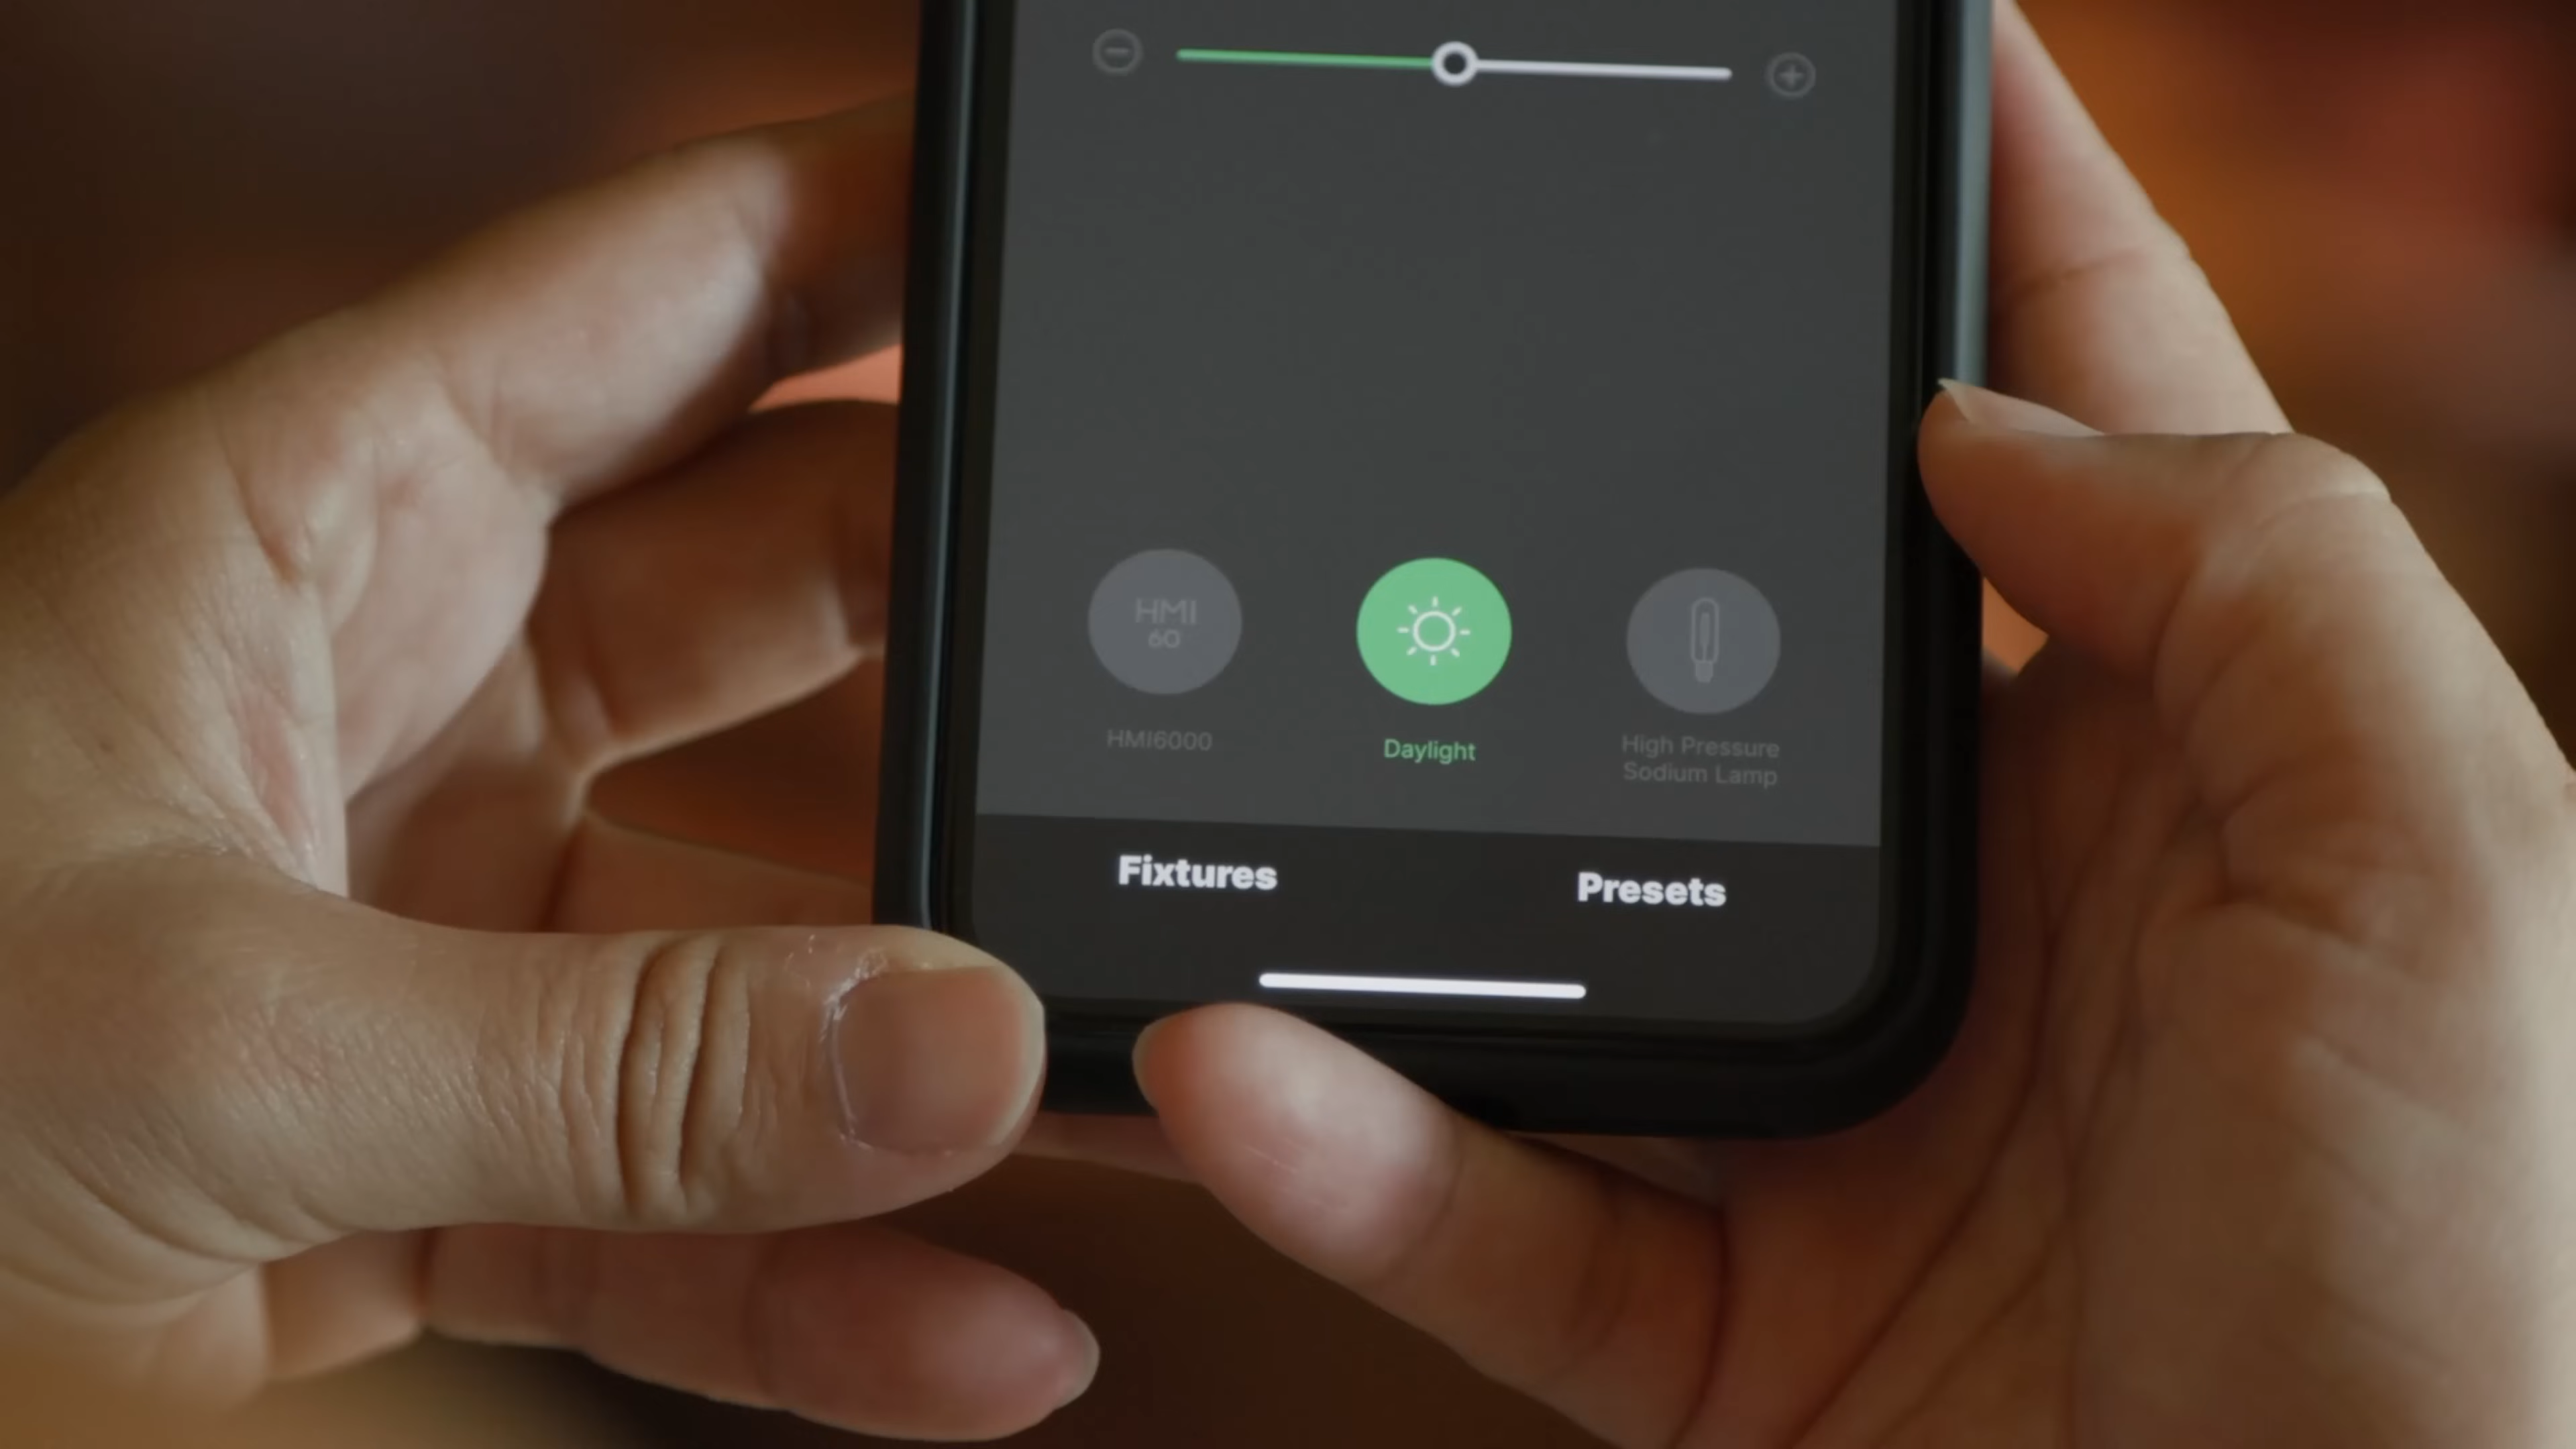 HMI
60
HMI6000
Daylight
High Pressure
Sodium Lamp
Fixtures
Presets